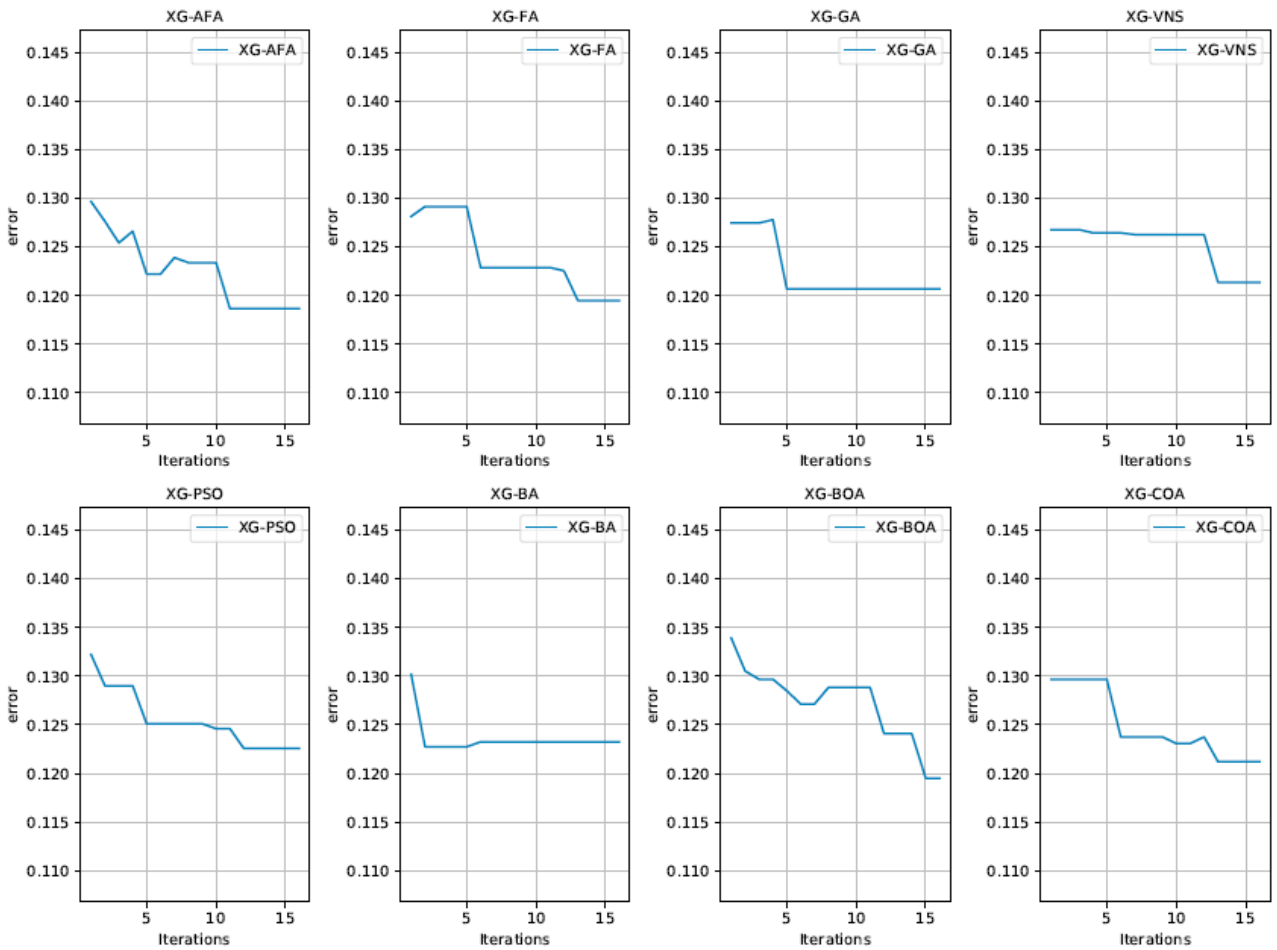 XG-AFA
XG-FA
XG-GA
XG-VNS
XG-AFA
XG-FA
XG-GA
XG-VNS
0.145 0.145 0.145 0.145
0.140 0.140 0.140 0.140
0.135 0.135 0.135 0.135
0.130 0.130 0.130 0.130
error error error error
0.125 0.125 0.125 0.125
0.120 0.120 0.120 0.120
0.115 0.115 0.115 0.115
0.110 0.110 0.110 0.110
5 10 15 5 10 15 5 10 15 5 10 15
Iterations Iterations Iterations Iterations
XG-PSO
XG-BA
XG-BOA
XG-COA
XG-PSO
XG-BA
XG-BOA
XG-COA
0.145 0.145 0.145 0.145
0.140 0.140 0.140 0.140
0.135 0.135 0.135 0.135
0.130 0.130 0.130 0.130
error error error error
0.125 0.125 0.125 0.125
0.120 0.120 0.120 0.120
0.115 0.115 0.115 0.115
0.110 0.110 0.110 0.110
5 10 15 5 10 15 5 10 15 5 10 15
Iterations Iterations Iterations Iterations